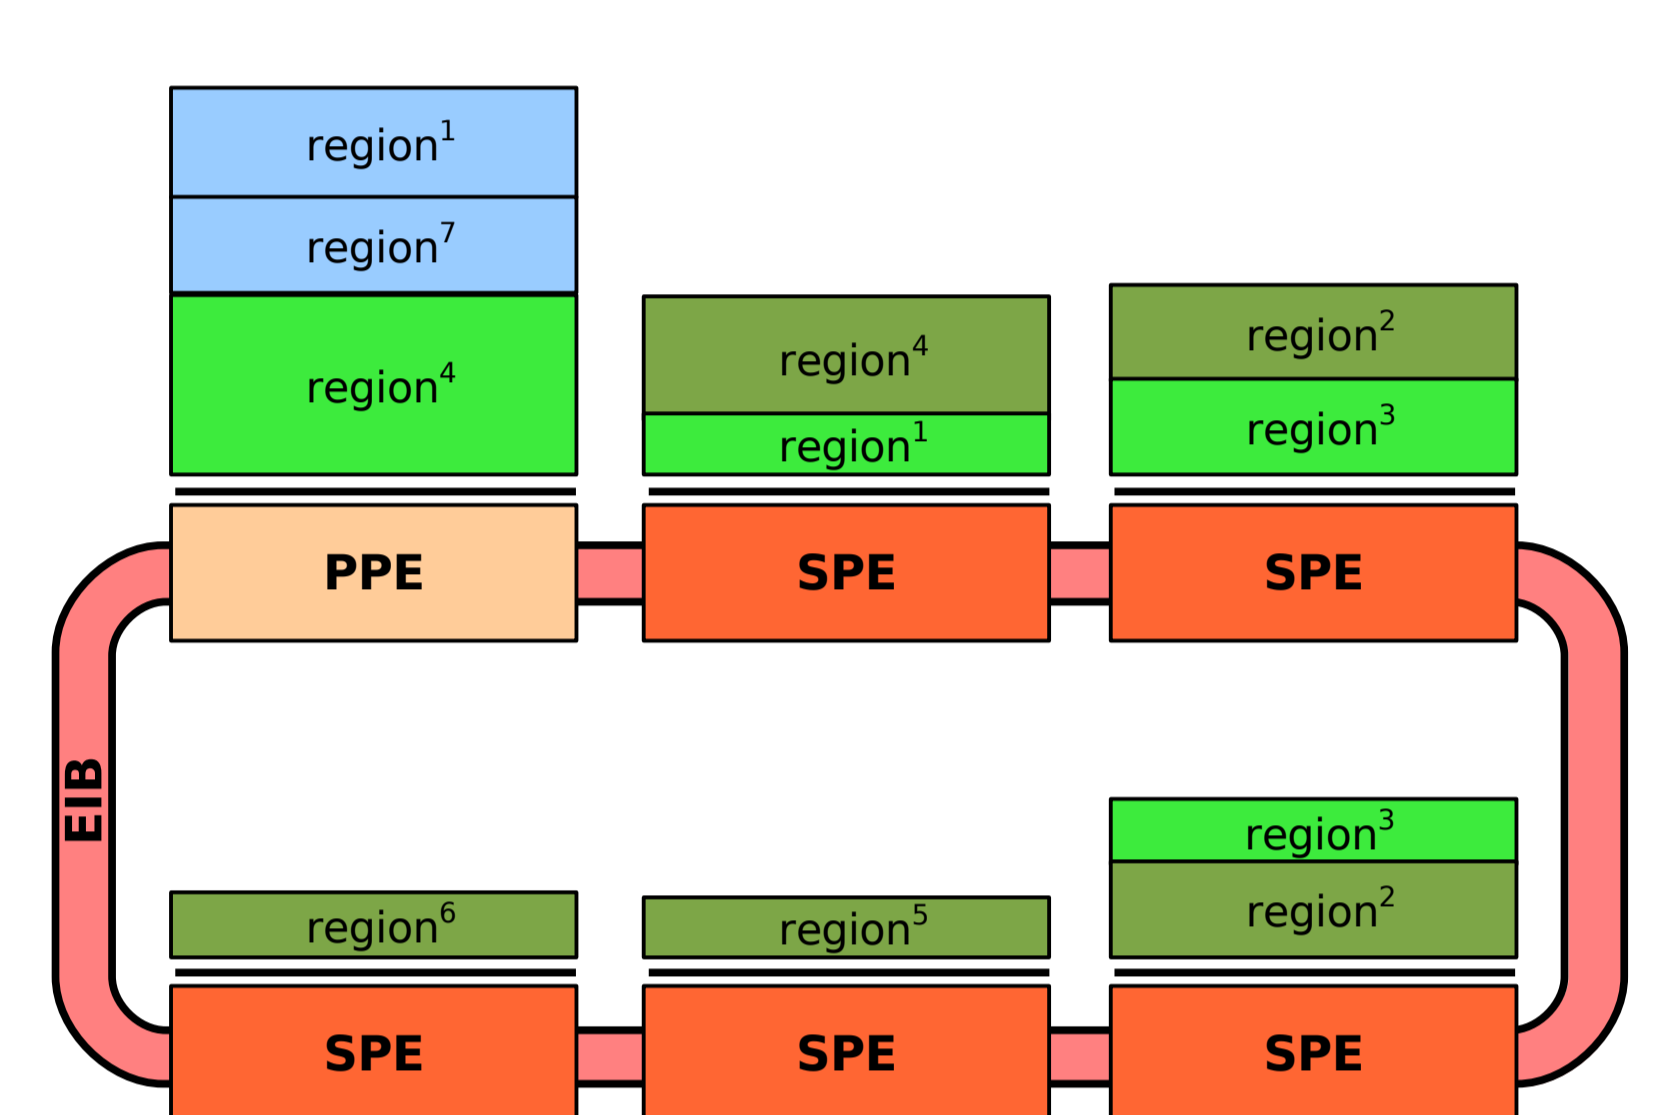 region¹
region⁷
region⁴
region⁴
region¹
region²
region³
PPE
SPE
SPE
EIB
region⁶
region⁵
region³
region²
SPE
SPE
SPE